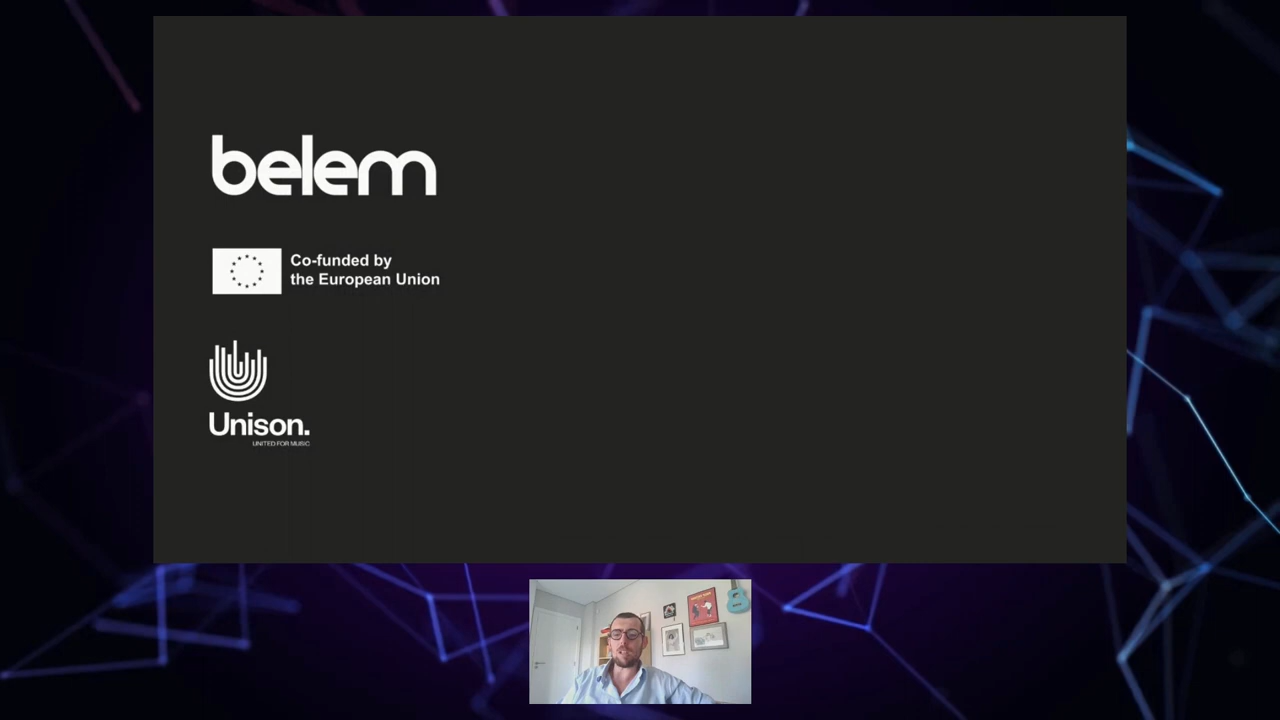 belem
Co-funded by
the European Union
Unison.
UNITED FOR MUSIC